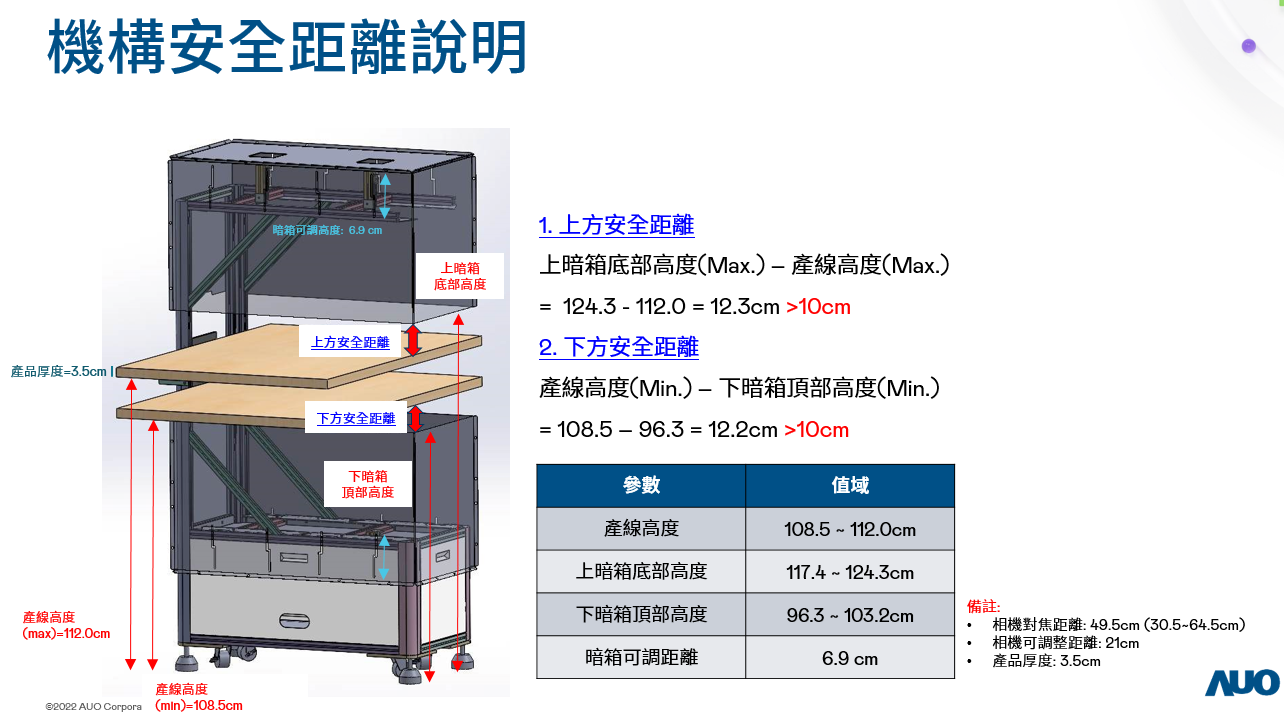 機構安全距離說明
暗箱可調高度: 6.9 cm
上暗箱
底部高度
上方安全距離
產品厚度=3.5cm
下方安全距離
下暗箱
頂部高度
產線高度
(max)=112.0cm
產線高度
(min)=108.5cm
©2022 AUO Corpora
1. 上方安全距離
上暗箱底部高度(Max.) – 產線高度(Max.)
= 124.3 - 112.0 = 12.3cm >10cm
2. 下方安全距離
產線高度(Min.) – 下暗箱頂部高度(Min.)
= 108.5 – 96.3 = 12.2cm >10cm
參數 值域
產線高度 108.5 ~ 112.0cm
上暗箱底部高度 117.4 ~ 124.3cm
下暗箱頂部高度 96.3 ~ 103.2cm
暗箱可調距離 6.9 cm
備註:
• 相機對焦距離: 49.5cm (30.5~64.5cm)
• 相機可調整距離: 21cm
• 產品厚度: 3.5cm
AUO